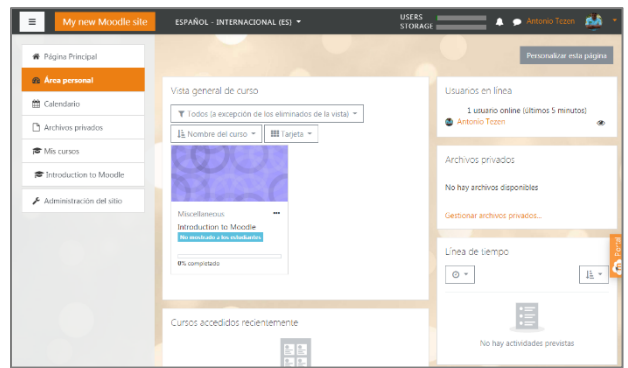 My new Moodle site
ESPAÑOL - INTERNACIONAL (ES)
USERS
STORAGE
Antonio Tezen
Página Principal
Área personal
Calendario
Archivos privados
Mis cursos
Introduction to Moodle
Administración del sitio
Personalizar esta página
Vista general de curso
Todos (a excepción de los eliminados de la vista)
Nombre del curso
Tarjeta
Miscellaneous
Introduction to Moodle
No mostrado a los estudiantes
0% completado
Cursos accedidos recientemente
Usuarios en línea
1 usuario online (últimos 5 minutos)
Antonio Tezen
Archivos privados
No hay archivos disponibles
Gestionar archivos privados...
Línea de tiempo
No hay actividades previstas
Portal